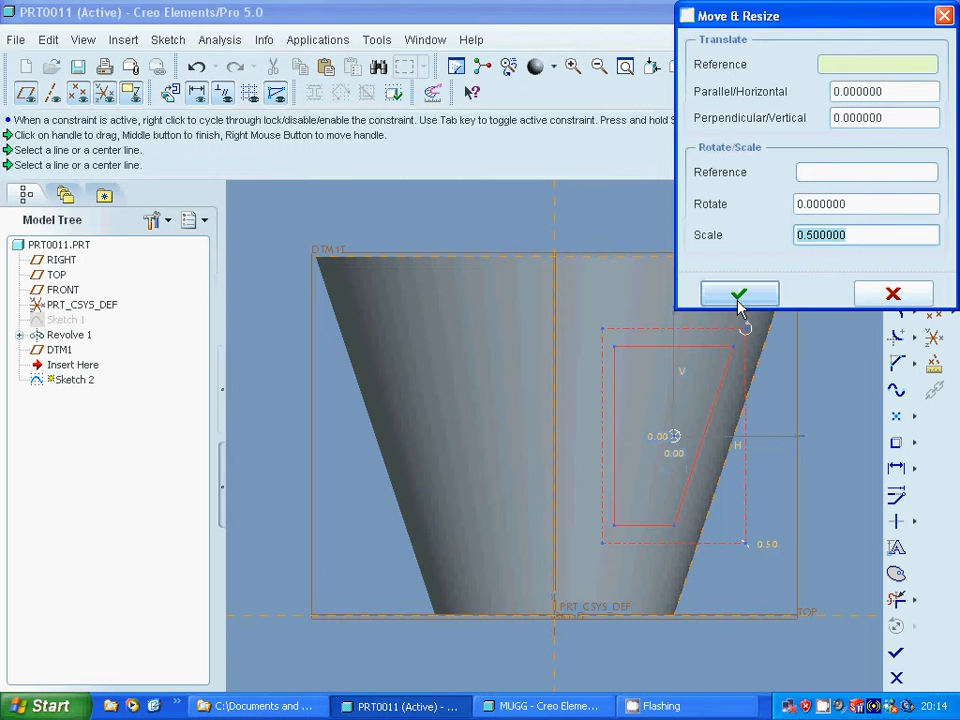 PRT0011 (Active) - Creo Elements/Pro 5.0
Move & Resize
File Edit View Insert Sketch Analysis Info Applications Tools Window Help
Translate
Reference
Parallel/Horizontal 0.000000
Perpendicular/Vertical 0.000000
Rotate/Scale
Reference
Rotate 0.000000
Scale 0.500000
• When a constraint is active, right click to cycle through lock/disable/enable the constraint. Use Tab key to toggle active constraint. Press and hold S
Click on handle to drag, Middle button to finish, Right Mouse Button to move handle.
Select a line or a center line.
Select a line or a center line.
Model Tree
PRT0011.PRT
RIGHT
TOP
FRONT
PRT_CSYS_DEF
Sketch 1
Revolve 1
DTM1
Insert Here
Sketch 2
DTM1T
V
0.00
H
0.00
0.50
PRT_CSYS_DEF
TOP
Start
C:\Documents and ...
PRT0011 (Active) - ...
MUGG - Creo Eleme...
Flashing
20:14